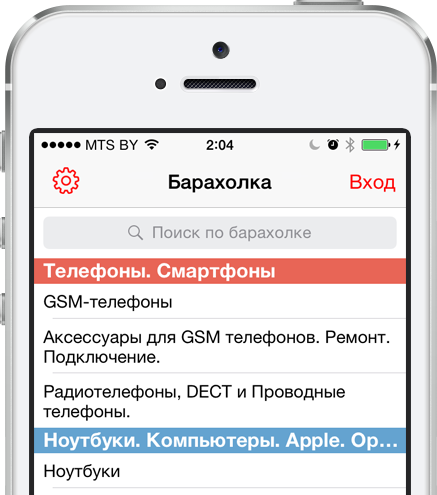 MTS BY 2:04
Барахолка Вход
Поиск по барахолке
Телефоны. Смартфоны
GSM-телефоны
Аксессуары для GSM телефонов. Ремонт.
Подключение.
Радиотелефоны, DECT и Проводные
телефоны.
Ноутбуки. Компьютеры. Apple. Ор...
Ноутбуки